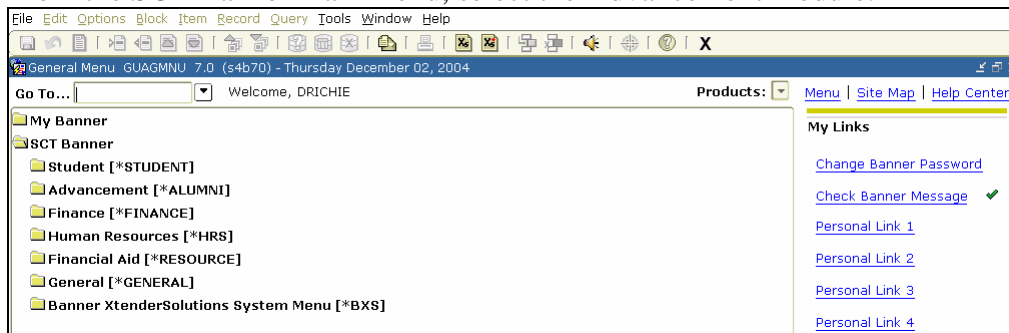 File Edit Options Block Item Record Query Tools Window Help
X
General Menu GUAGMNU 7.0 (s4b70) - Thursday December 02, 2004
Go To... Welcome, DRICHIE Products: Menu | Site Map | Help Center
My Banner
My Links
SCT Banner
Student [*STUDENT]
Change Banner Password
Advancement [*ALUMNI]
Check Banner Message
Finance [*FINANCE]
Personal Link 1
Human Resources [*HRS]
Financial Aid [*RESOURCE]
Personal Link 2
General [*GENERAL]
Personal Link 3
Banner XtenderSolutions System Menu [*BXS]
Personal Link 4